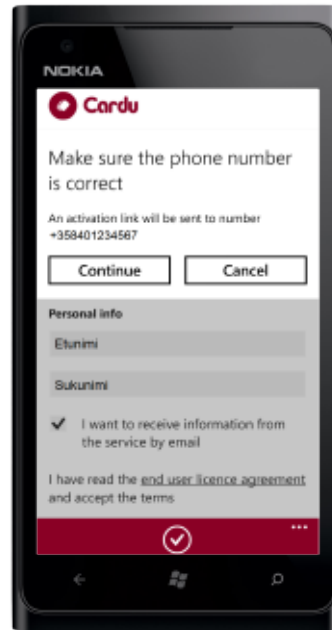 NOKIA
Cardu
Make sure the phone number
is correct
An activation link will be sent to number
+358401234567
Continue Cancel
Personal info
Etunimi
Sukunimi
I want to receive information from
the service by email
I have read the end user licence agreement
and accept the terms